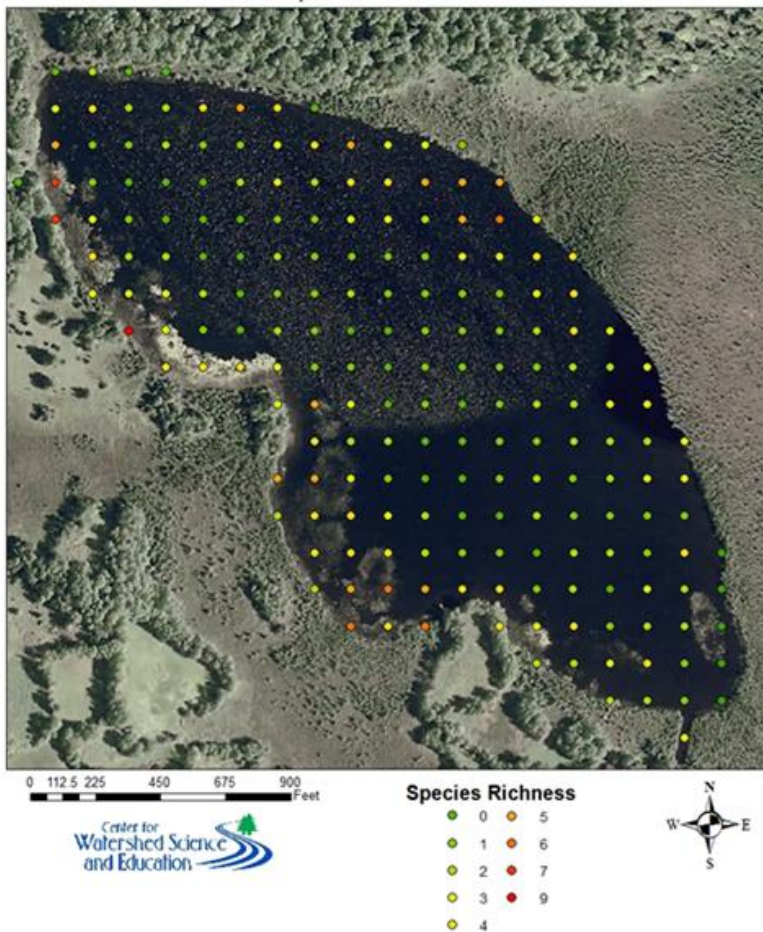 0 112.5 225 450 675 900
Feet
Center for
Watershed Science
and Education
Species Richness
0 5
1 6
2 7
3 9
4
N
W E
S